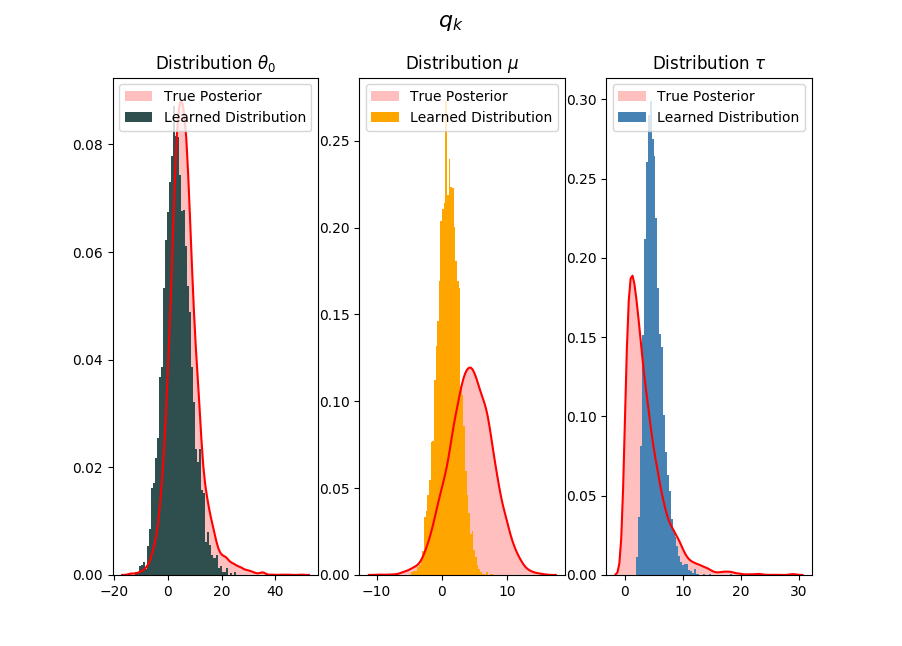 q_k
Distribution θ_0
True Posterior
Learned Distribution
0.08
0.06
0.04
0.02
0.00
−20
0
20
40
Distribution μ
True Posterior
Learned Distribution
0.25
0.20
0.15
0.10
0.05
0.00
−10
0
10
Distribution τ
True Posterior
Learned Distribution
0.30
0.25
0.20
0.15
0.10
0.05
0.00
0
10
20
30